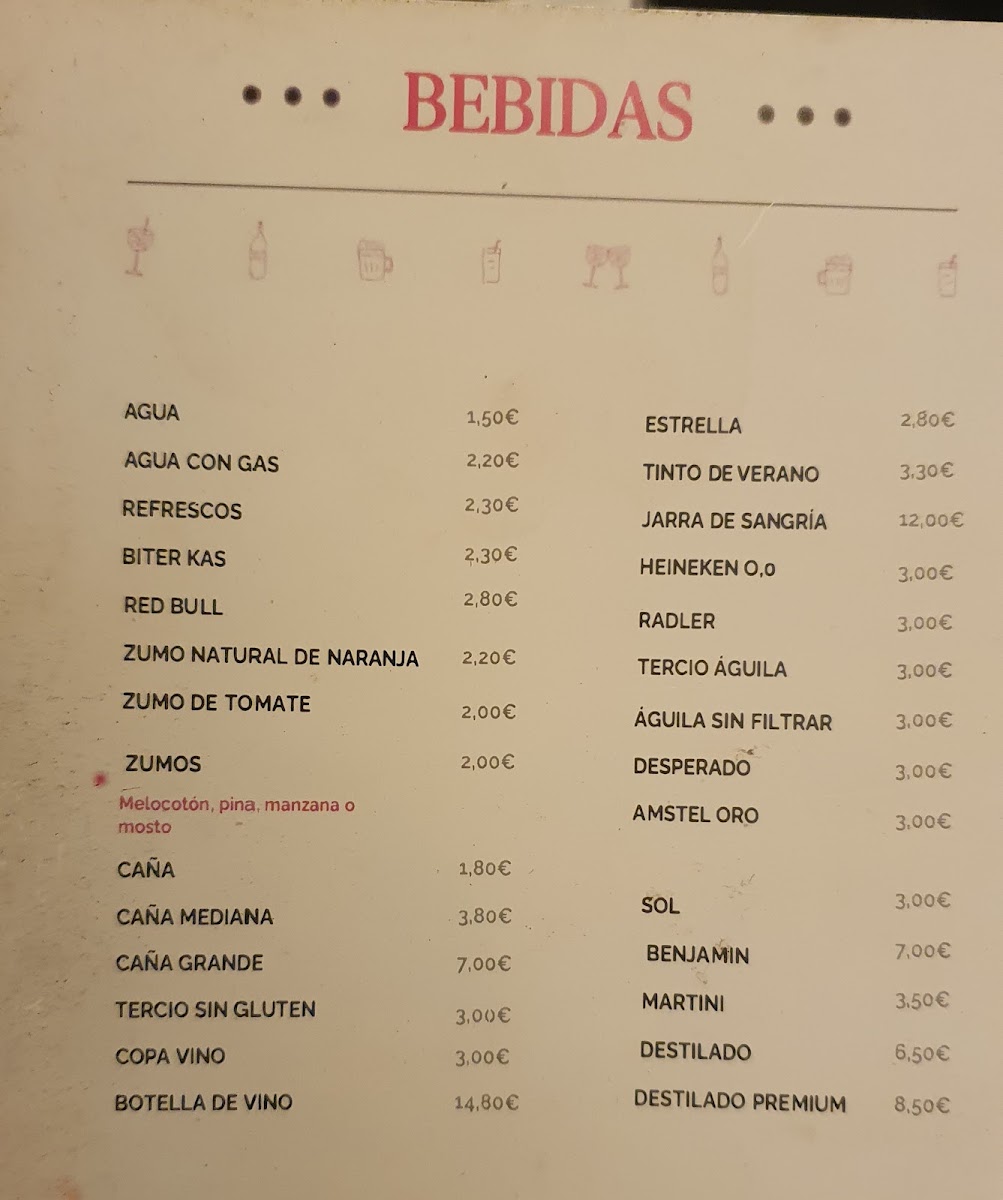 BEBIDAS
AGUA 1,50€
AGUA CON GAS 2,20€
REFRESCOS 2,30€
BITER KAS 2,30€
RED BULL 2,80€
ZUMO NATURAL DE NARANJA 2,20€
ZUMO DE TOMATE 2,00€
ZUMOS 2,00€
Melocotón, pina, manzana o
mosto
CAÑA 1,80€
CAÑA MEDIANA 3,80€
CAÑA GRANDE 7,00€
TERCIO SIN GLUTEN 3,00€
COPA VINO 3,00€
BOTELLA DE VINO 14,80€
ESTRELLA 2,80€
TINTO DE VERANO 3,30€
JARRA DE SANGRÍA 12,00€
HEINEKEN 0,0 3,00€
RADLER 3,00€
TERCIO ÁGUILA 3,00€
ÁGUILA SIN FILTRAR 3,00€
DESPERADO 3,00€
AMSTEL ORO 3,00€
SOL 3,00€
BENJAMIN 7,00€
MARTINI 3,50€
DESTILADO 6,50€
DESTILADO PREMIUM 8,50€